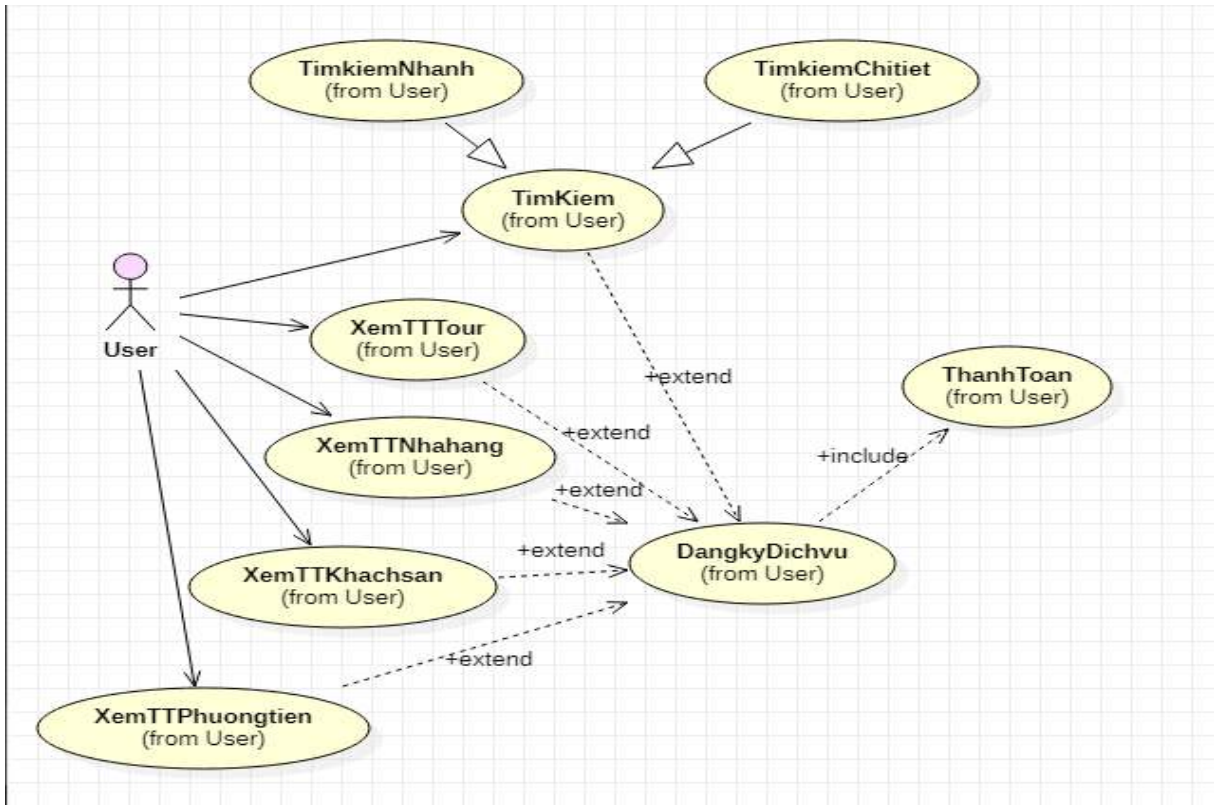 TimkiemNhanh
(from User)
TimkiemChitiet
(from User)
TimKiem
(from User)
User
XemTTTour
(from User)
+extend
ThanhToan
(from User)
+extend
XemTTNhahang
(from User)
+include
+extend
DangkyDichvu
(from User)
+extend
XemTTKhachsan
(from User)
+extend
XemTTPhuongtien
(from User)